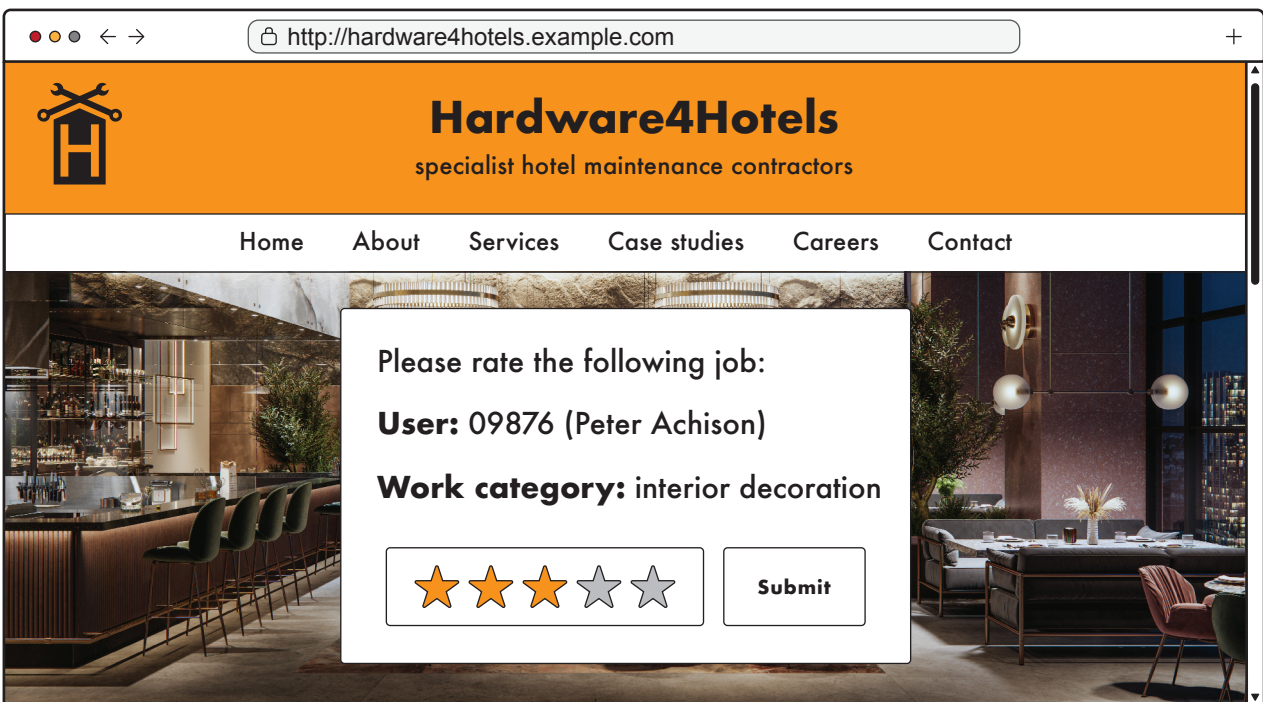 http://hardware4hotels.example.com
H
Hardware4Hotels
specialist hotel maintenance contractors
Home About Services Case studies Careers Contact
Please rate the following job:
User: 09876 (Peter Achison)
Work category: interior decoration
Submit